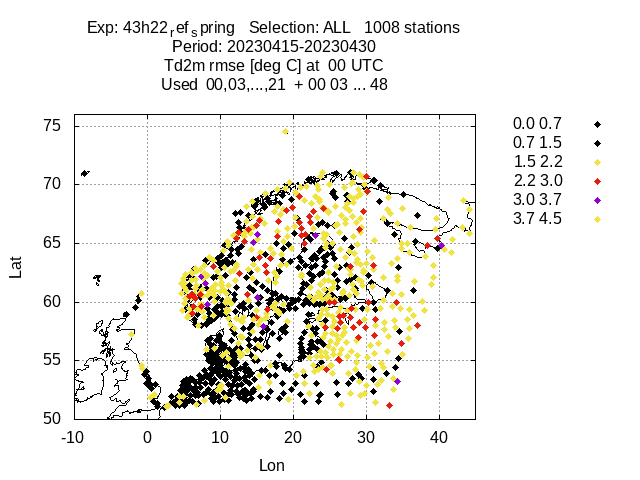 Exp: 43h22ref spring Selection: ALL 1008 stations
Period: 20230415-20230430
Td2m rmse [deg C] at 00 UTC
Used 00,03,...,21 + 00 03 ... 48
0.0 0.7
0.7 1.5
1.5 2.2
2.2 3.0
3.0 3.7
3.7 4.5
75
70
65
60
55
50
Lat
-10 0 10 20 30 40
Lon